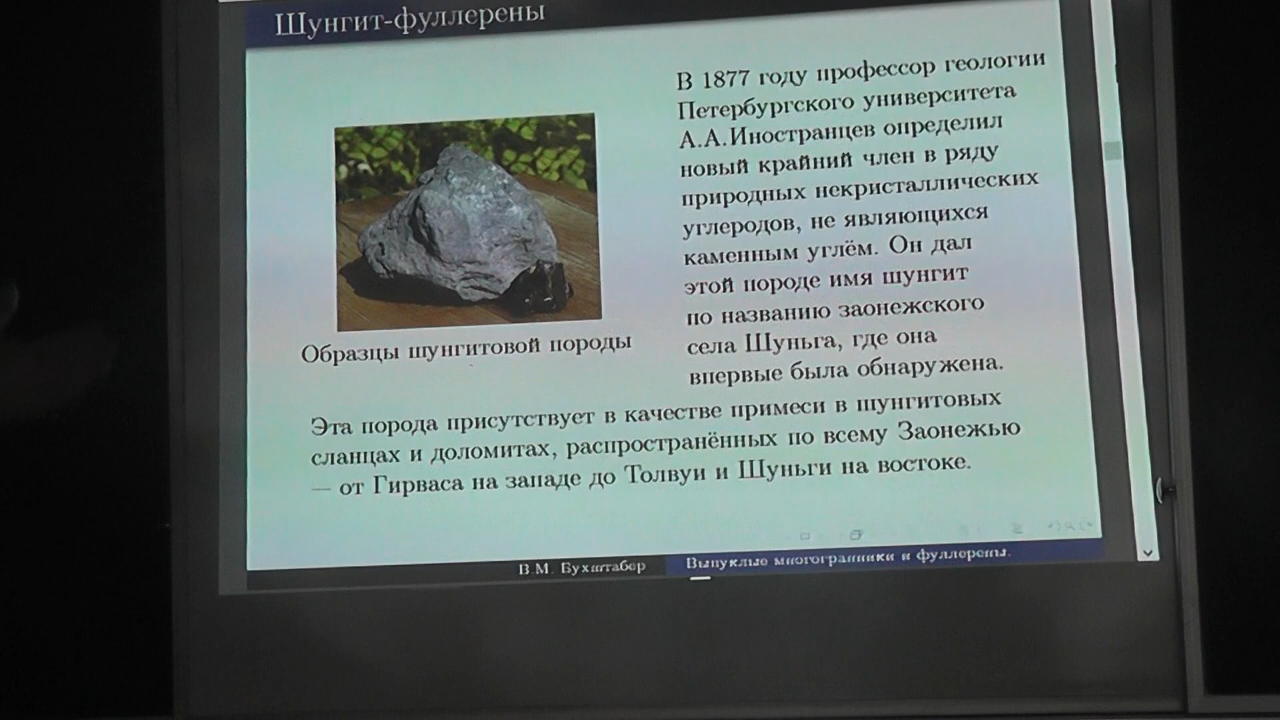 Шунгит-фуллерены
В 1877 году профессор геологии
Петербургского университета
А.А.Иностранцев определил
новый крайний член в ряду
природных некристаллических
углеродов, не являющихся
каменным углём. Он дал
этой породе имя шунгит
по названию заонежского
села Шуньга, где она
впервые была обнаружена.
Образцы шунгитовой породы
Эта порода присутствует в качестве примеси в шунгитовых
сланцах и доломитах, распространённых по всему Заонежью
— от Гирваса на западе до Толвуи и Шуньги на востоке.
В.М. Бухштабер
Выпуклые многогранники и фуллерены.